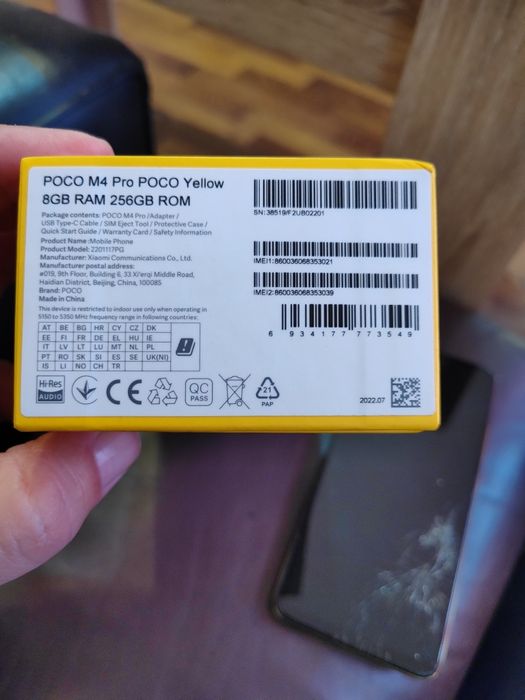 POCO M4 Pro POCO Yellow
8GB RAM 256GB ROM
Package contents: POCO M4 Pro /Adapter /
USB Type-C Cable / SIM Eject Tool / Protective Case /
Quick Start Guide / Warranty Card / Safety Information
Product Name :Mobile Phone
Product Model: 2201117PG
Manufacturer: Xiaomi Communications Co., Ltd.
Manufacturer postal address:
#019, 9th Floor, Building 6, 33 Xi'erqi Middle Road,
Haidian District, Beijing, China, 100085
Brand: POCO
Made in China
This device is restricted to indoor use only when operating in
5150 to 5350 MHz frequency range in following countries:
AT BE BG HR CY CZ DK
EE FI FR DE EL HU IE
IT LV LT LU MT NL PL
PT RO SK SI ES SE UK(NI)
IS LI NO CH TR
SN:38519/F2UB02201
IMEI1:860036068353021
IMEI2:860036068353039
6 934177 773549
Hi-Res
AUDIO
CE
QC
PASS
21
PAP
2022.07